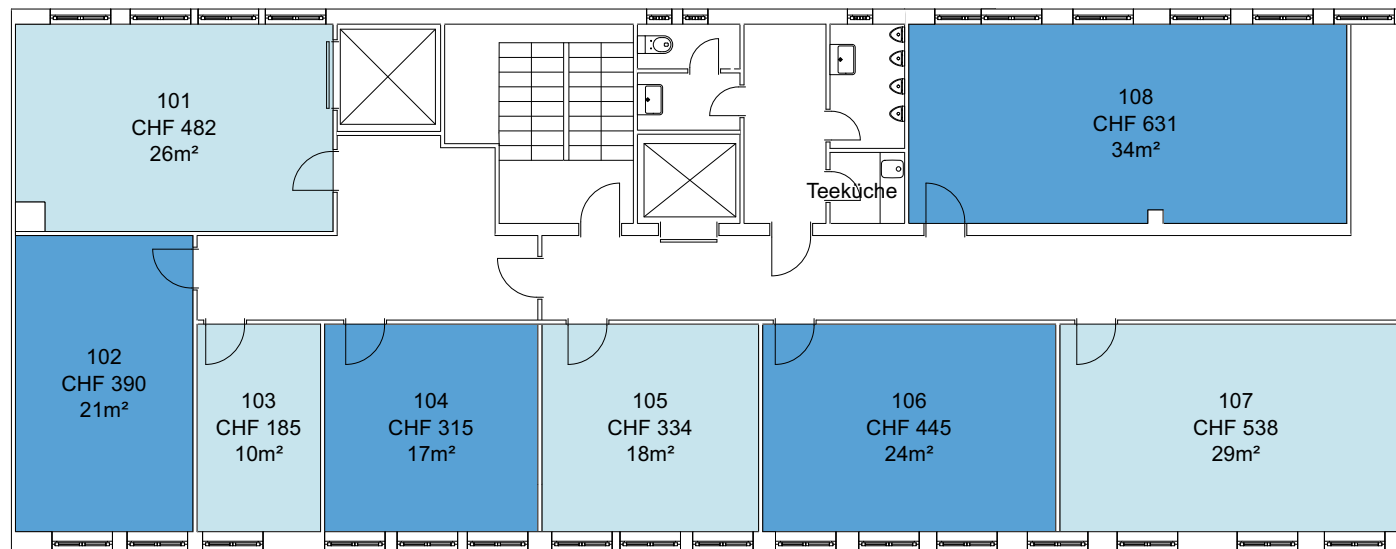 101
CHF 482
26m²
108
CHF 631
34m²
Teeküche
102
CHF 390
21m²
103
CHF 185
10m²
104
CHF 315
17m²
105
CHF 334
18m²
106
CHF 445
24m²
107
CHF 538
29m²